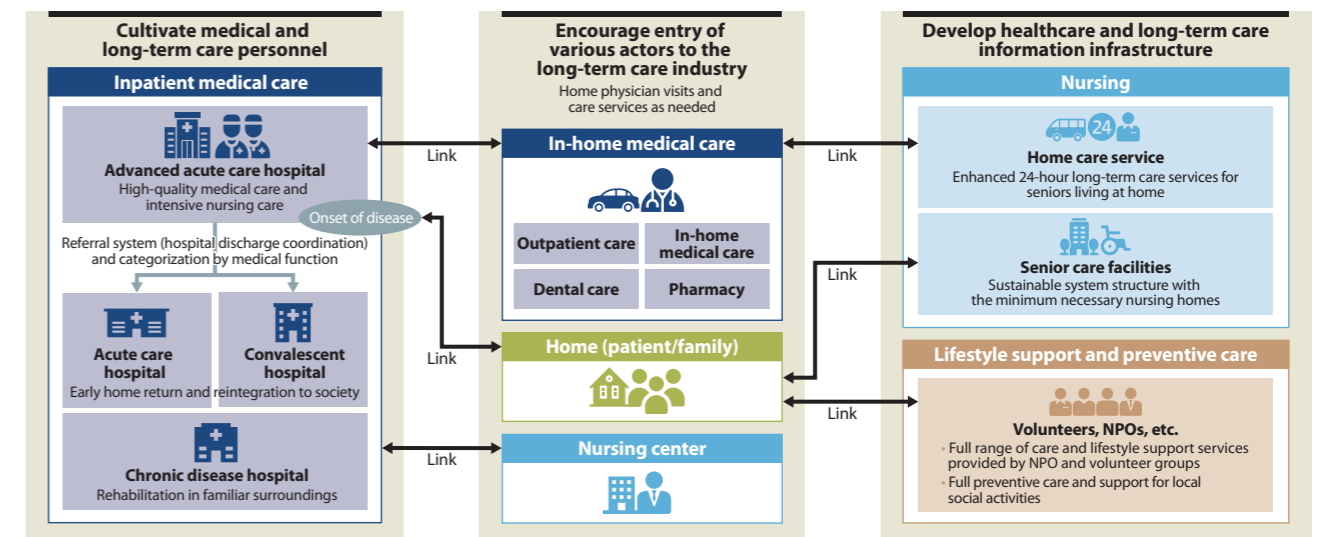 Cultivate medical and
long-term care personnel
Inpatient medical care
Advanced acute care hospital
High-quality medical care and
intensive nursing care
Onset of disease
Referral system (hospital discharge coordination)
and categorization by medical function
Acute care
hospital
Convalescent
hospital
Early home return and reintegration to society
Chronic disease hospital
Rehabilitation in familiar surroundings
Link
Link
Link
Encourage entry of
various actors to the
long-term care industry
Home physician visits and
care services as needed
In-home medical care
Outpatient care
In-home
medical care
Dental care
Pharmacy
Home (patient/family)
Nursing center
Link
Link
Link
Develop healthcare and long-term care
information infrastructure
Nursing
24
Home care service
Enhanced 24-hour long-term care services for
seniors living at home
Senior care facilities
Sustainable system structure with
the minimum necessary nursing homes
Lifestyle support and preventive care
Volunteers, NPOs, etc.
• Full range of care and lifestyle support services
provided by NPO and volunteer groups
• Full preventive care and support for local
social activities